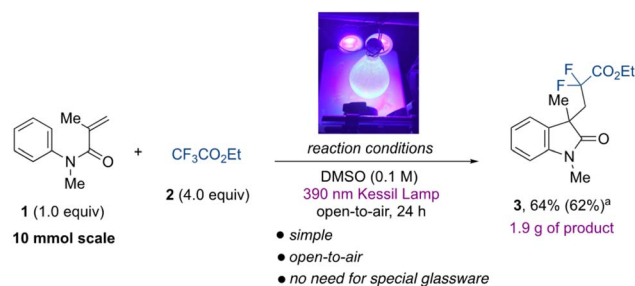 Me
N
O
Me
1 (1.0 equiv)
10 mmol scale
+
CF₃CO₂Et
2 (4.0 equiv)
reaction conditions
DMSO (0.1 M)
390 nm Kessil Lamp
open-to-air, 24 h
● simple
● open-to-air
● no need for special glassware
F
F
CO₂Et
Me
O
N
Me
3, 64% (62%)ᵃ
1.9 g of product